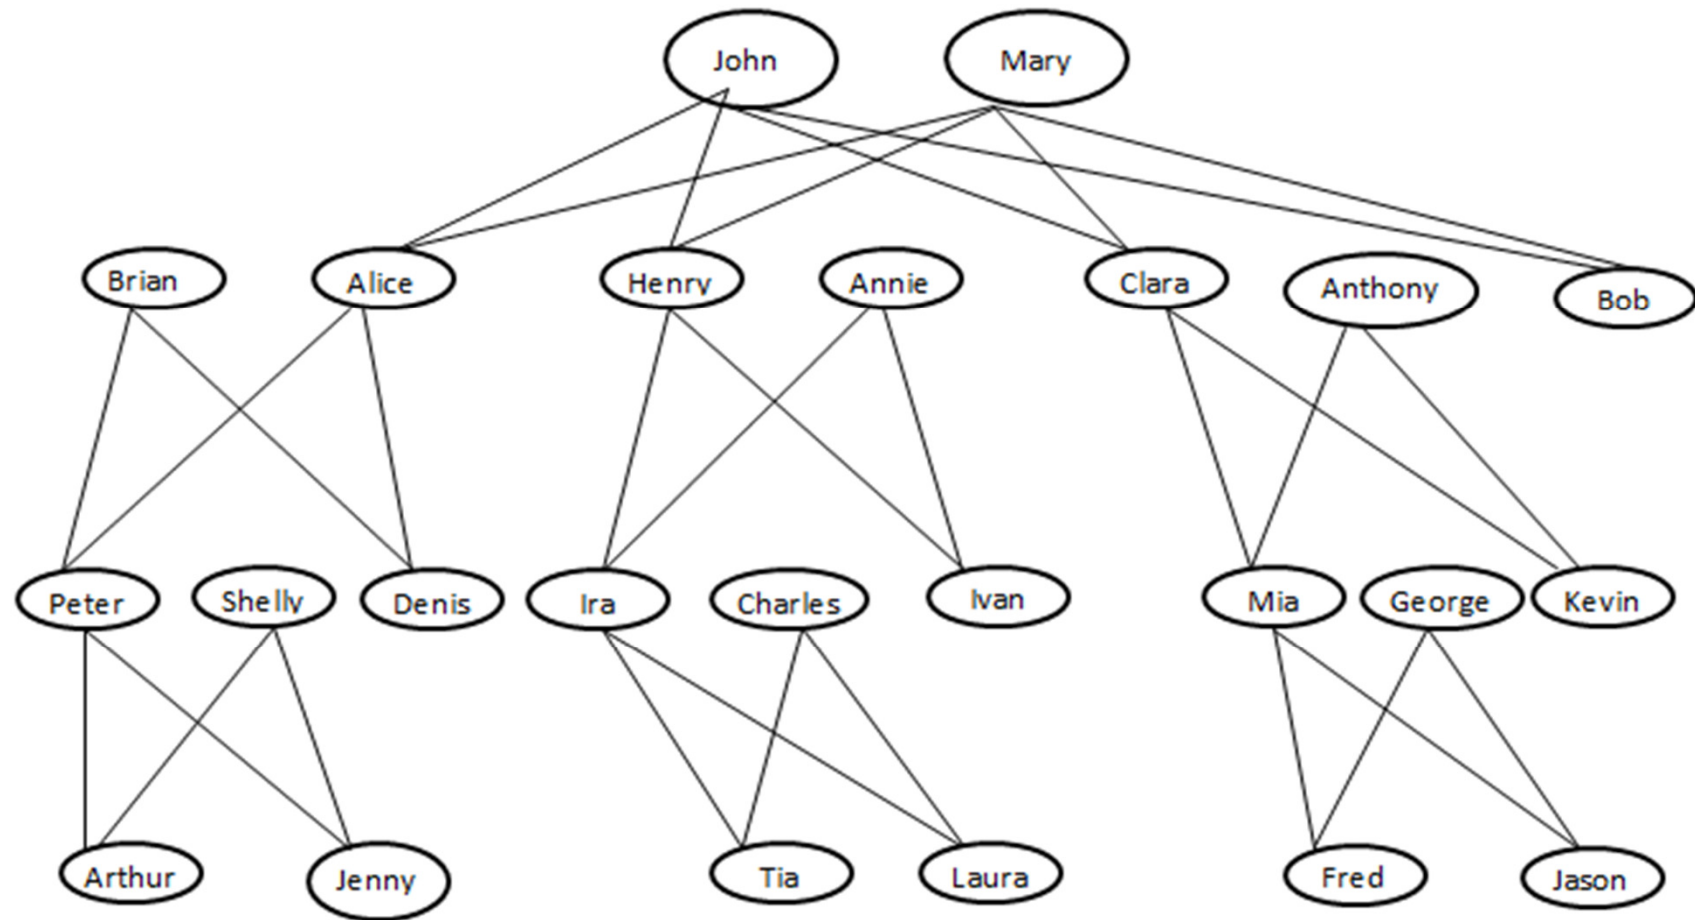 John
Mary
Brian
Alice
Henry
Annie
Clara
Anthony
Bob
Peter
Shelly
Denis
Ira
Charles
Ivan
Mia
George
Kevin
Arthur
Jenny
Tia
Laura
Fred
Jason